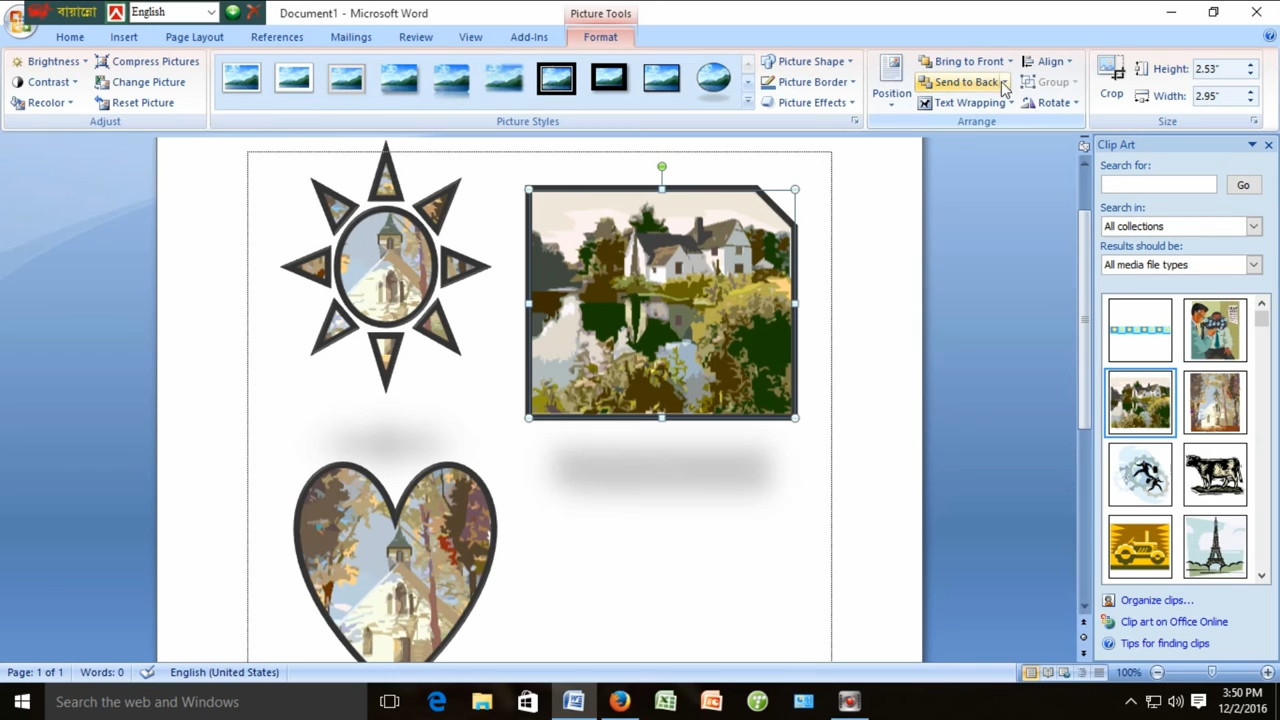 বায়ান্নো English Document1 - Microsoft Word Picture Tools
Home Insert Page Layout References Mailings Review View Add-Ins Format
Brightness Compress Pictures Picture Shape Bring to Front Align Height: 2.53"
Contrast Change Picture Picture Border Position Send to Back Group Crop
Recolor Reset Picture Picture Effects Text Wrapping Rotate Width: 2.95"
Adjust Picture Styles Arrange Size
Clip Art
Search for:
Go
Search in:
All collections
Results should be:
All media file types
Organize clips...
Clip art on Office Online
Tips for finding clips
Page: 1 of 1 Words: 0 English (United States) 100%
Search the web and Windows
3:50 PM
12/2/2016